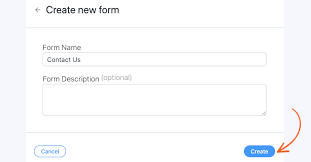 Create new form
Form Name
Contact Us
Form Description (optional)
Cancel
Create